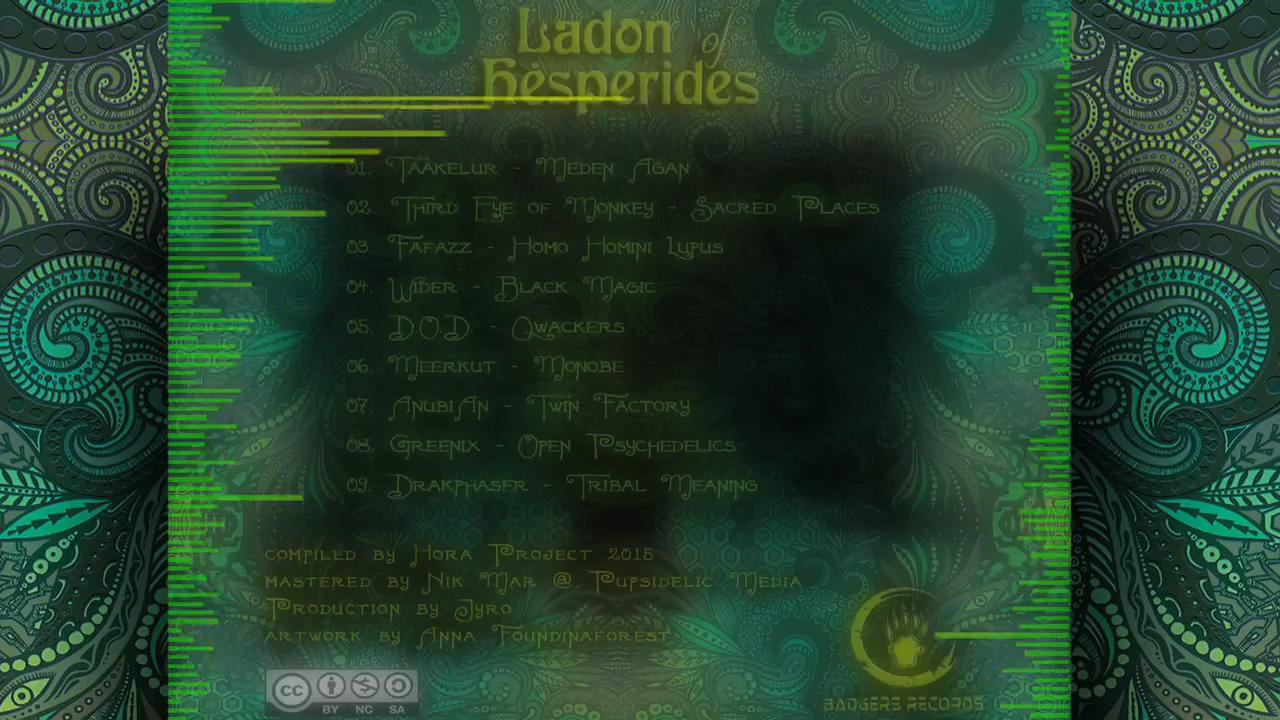 Ladon of
Hesperides
01. Taakelur - Meden Agan
02. Third Eye of Monkey - Sacred Places
03. Fafazz - Homo Homini Lupus
04. Wider - Black Magic
05. D.O.D - Qwackers
06. Meerkut - Monobe
07. AnubiAn - Twin Factory
08. Greenix - Open Psychedelics
09. Drakphaser - Tribal Meaning
compiled by Hora Project 2015
mastered by Nik Mar @ Pupsidelic Media
Production by Jyro
artwork by Anna Toundinaforest
BADGERS RECORDS
cc BY NC SA